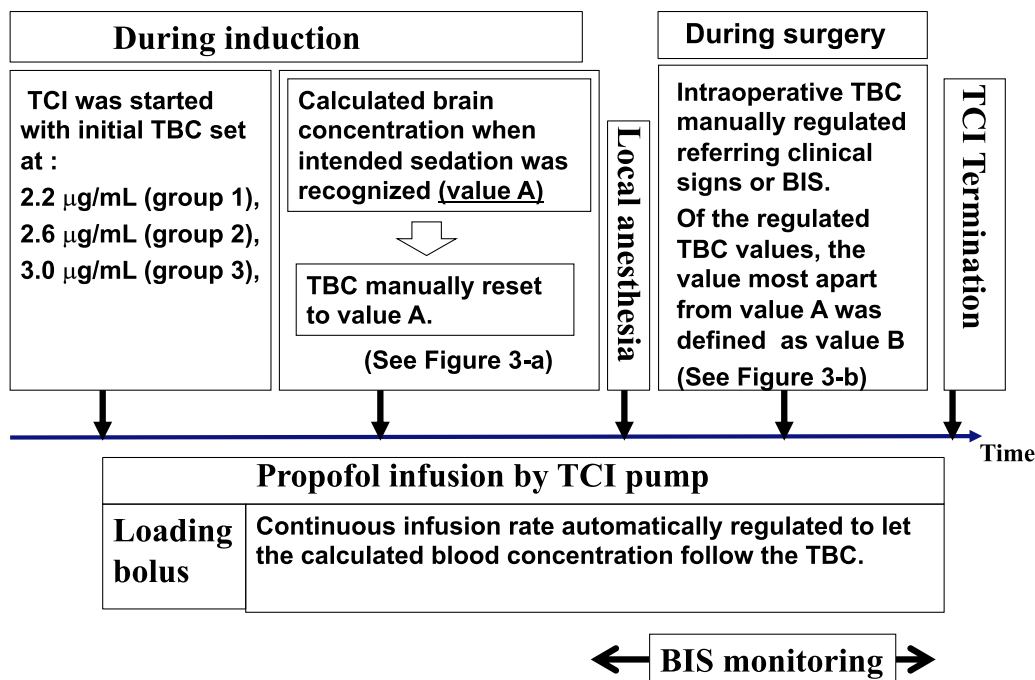 During induction
TCI was started
with initial TBC set
at :
2.2 μg/mL (group 1),
2.6 μg/mL (group 2),
3.0 μg/mL (group 3),
Calculated brain
concentration when
intended sedation was
recognized (value A)
TBC manually reset
to value A.
(See Figure 3-a)
Local anesthesia
During surgery
Intraoperative TBC
manually regulated
referring clinical
signs or BIS.
Of the regulated
TBC values, the
value most apart
from value A was
defined as value B
(See Figure 3-b)
TCI Termination
Time
Propofol infusion by TCI pump
Loading
bolus
Continuous infusion rate automatically regulated to let
the calculated blood concentration follow the TBC.
BIS monitoring